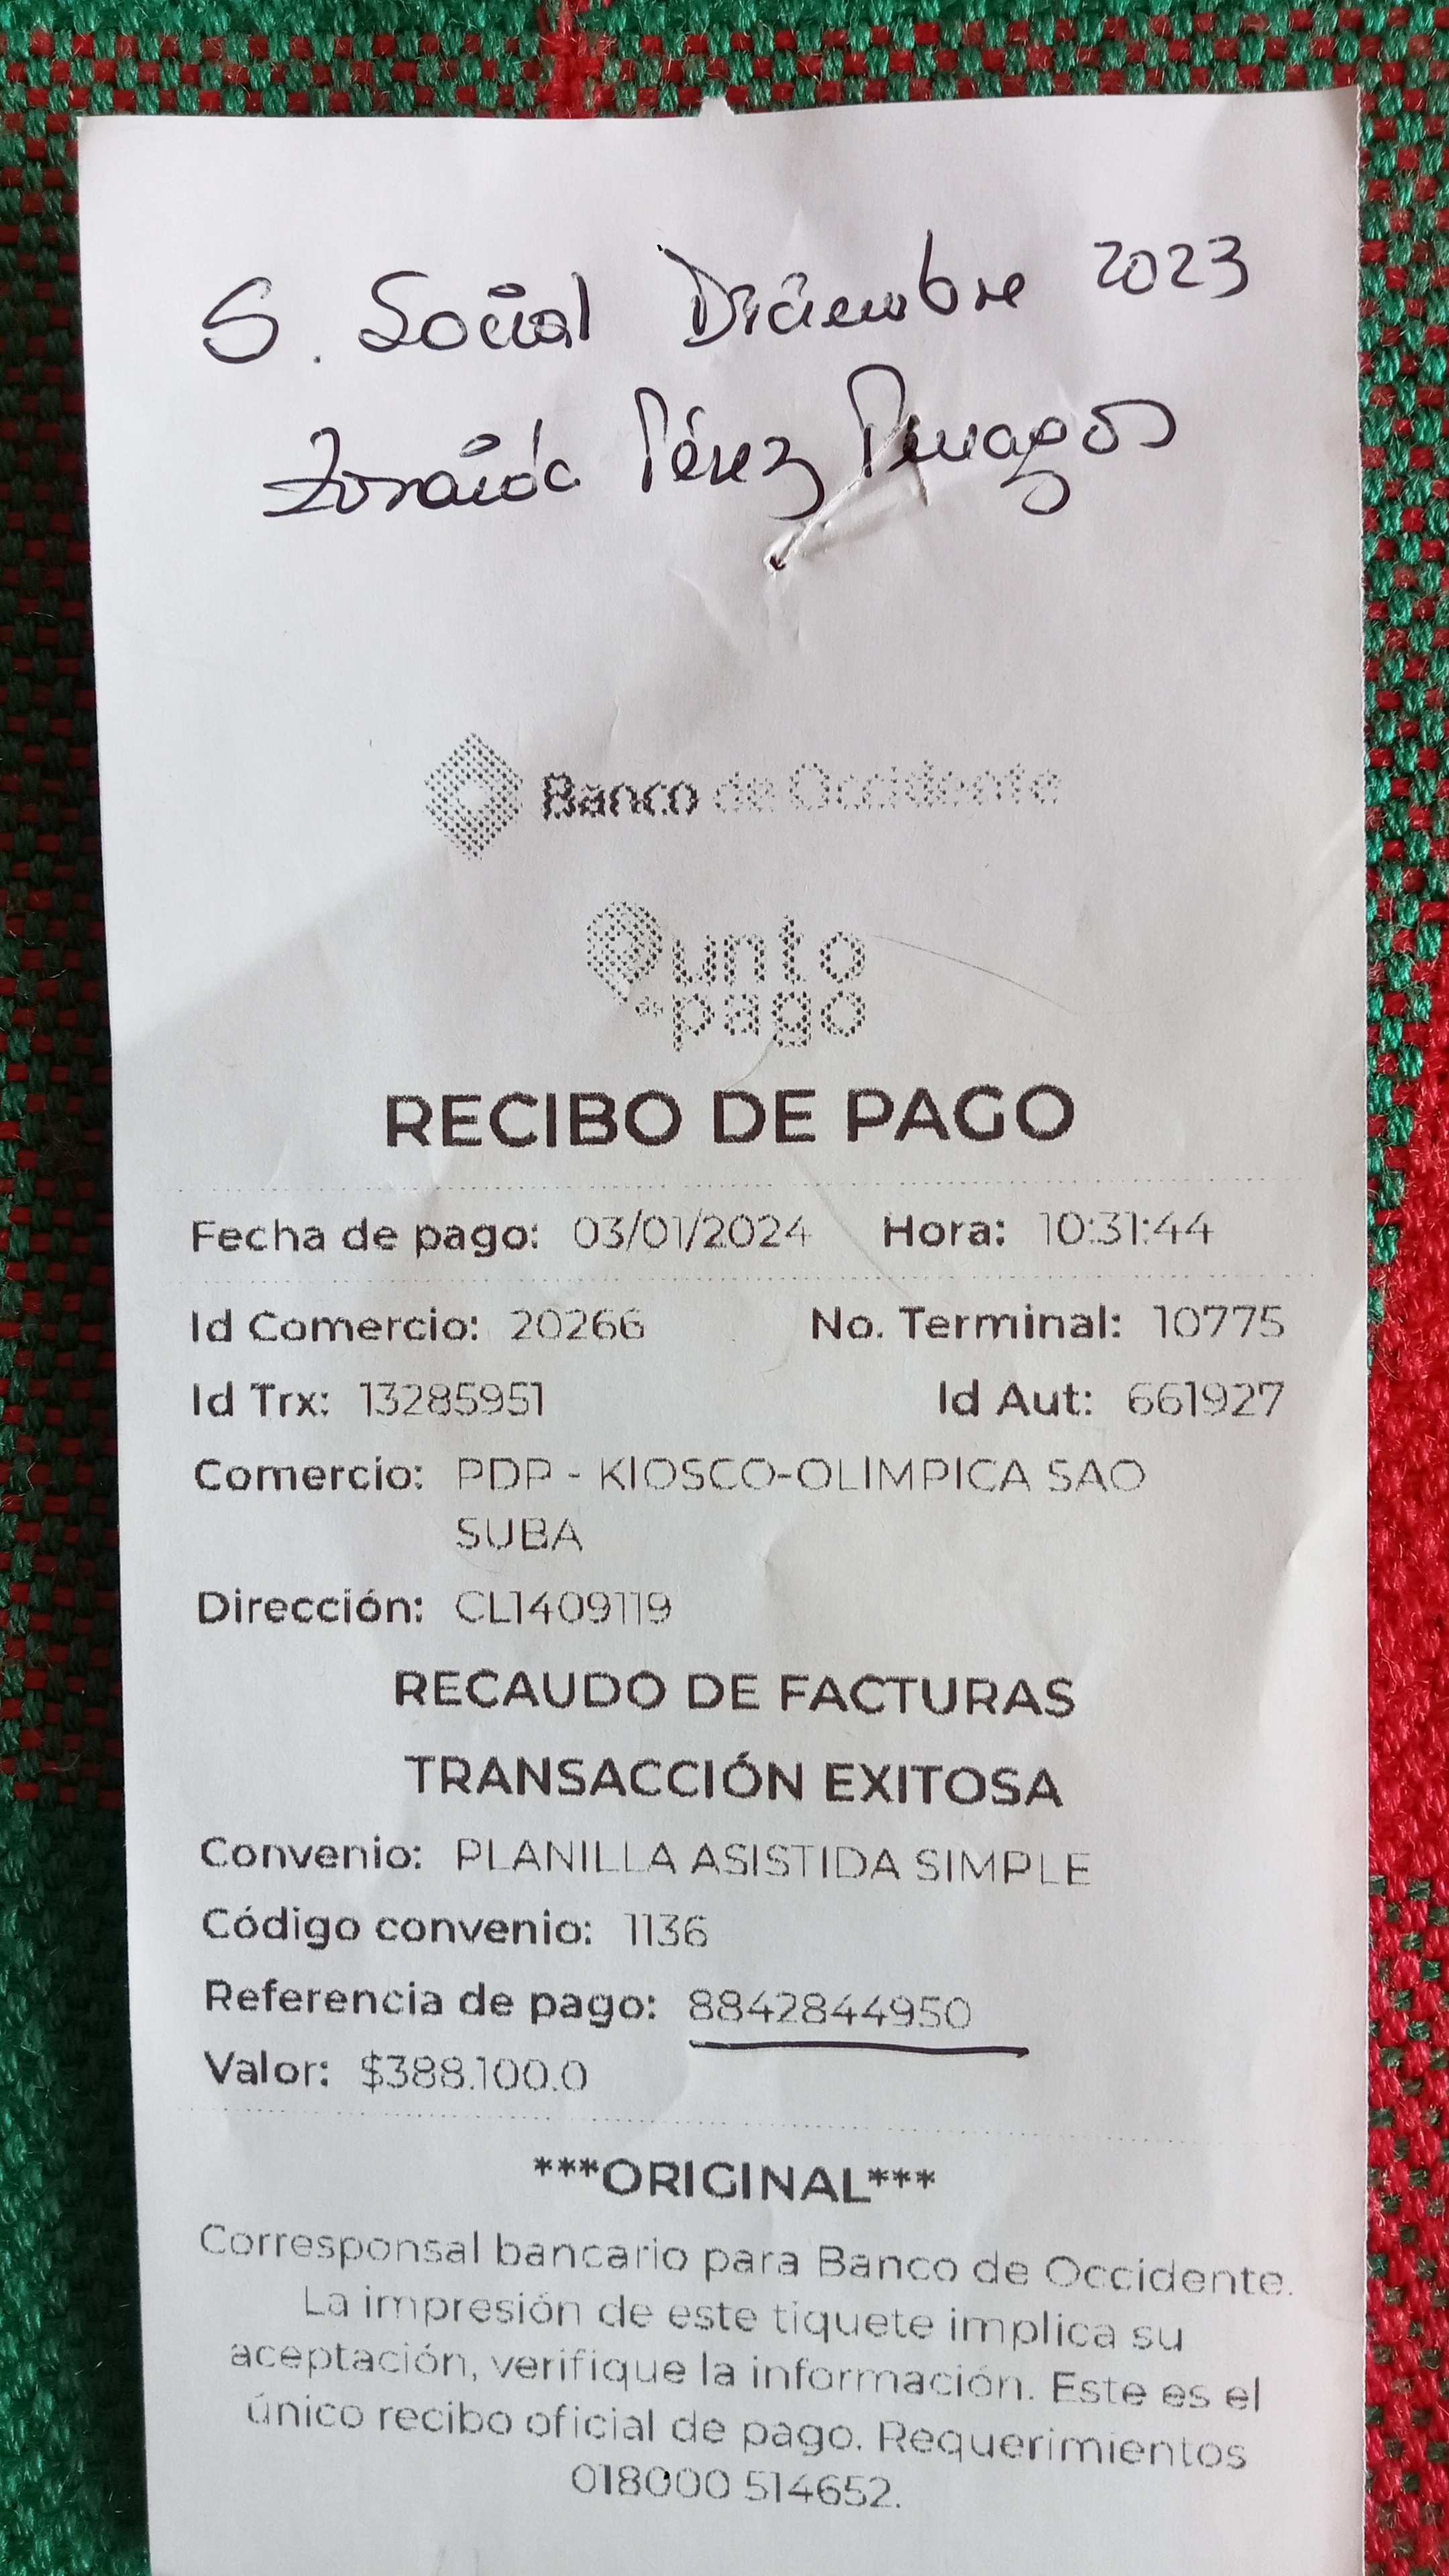 S. Social Diciembre 2023
Zoraida Pérez Penagos
Banco de Occidente
Punto
de pago
RECIBO DE PAGO
Fecha de pago: 03/01/2024 Hora: 10:31:44
Id Comercio: 20266 No. Terminal: 10775
Id Trx: 13285951 Id Aut: 661927
Comercio: PDP - KIOSCO-OLIMPICA SAO
SUBA
Dirección: CL1409119
RECAUDO DE FACTURAS
TRANSACCIÓN EXITOSA
Convenio: PLANILLA ASISTIDA SIMPLE
Código convenio: 1136
Referencia de pago: 8842844950
Valor: $388.100.0
***ORIGINAL***
Corresponsal bancario para Banco de Occidente.
La impresión de este tiquete implica su
aceptación, verifique la información. Este es el
único recibo oficial de pago. Requerimientos
018000 514652.